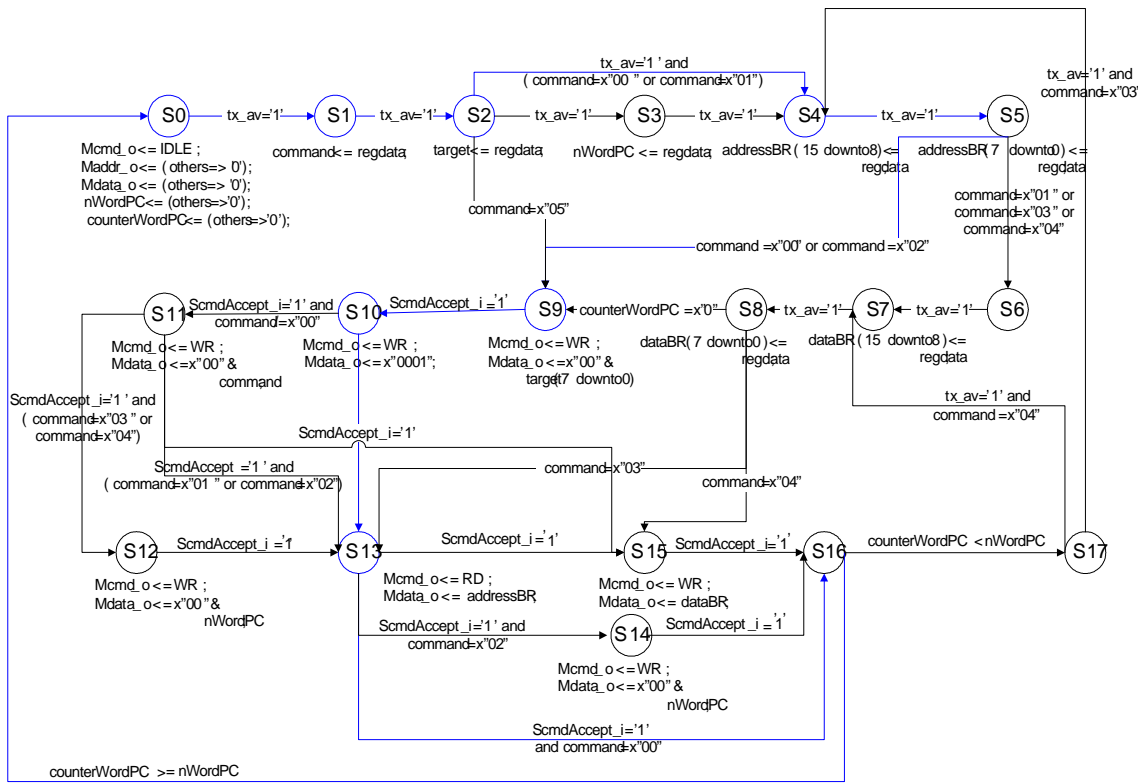 tx_av='1' and
( command=x"00" or command=x"01")
tx_av='1' and
command=x"03"
S0
tx_av='1'
S1
tx_av='1'
S2
tx_av='1'
S3
tx_av='1'
S4
tx_av='1'
S5
Mcmd_o<= IDLE ;
Maddr_o<= (others=> '0');
Mdata_o<= (others=> '0');
nWordPC<= (others=>'0');
counterWordPC<= (others=>'0');
command<= regdata;
target<= regdata;
nWordPC <= regdata;
addressBR( 15 downto8)<=
regdata;
addressBR(7 downto0)<=
regdata;
command=x"05"
command=x"01" or
command=x"03" or
command=x"04"
command =x"00" or command =x"02"
S11
ScmdAccept_i='1' and
command/=x"00"
S10
ScmdAccept_i ='1'
S9
counterWordPC =x"0"
S8
tx_av='1'
S7
tx_av='1'
S6
Mcmd_o<= WR ;
Mdata_o<=x"00" &
command;
Mcmd_o<= WR ;
Mdata_o<=x"0001";
Mcmd_o<= WR ;
Mdata_o<=x"00" &
target(7 downto0)
dataBR( 7 downto0)<=
regdata;
dataBR( 15 downto8)<=
regdata
ScmdAccept_i='1' and
( command=x"03" or
command=x"04")
tx_av='1' and
command =x"04"
ScmdAccept_i='1'
ScmdAccept ='1' and
( command=x"01" or command=x"02")
command=x"03"
command=x"04"
S12
ScmdAccept_i ='1'
S13
ScmdAccept_i='1'
S15
ScmdAccept_i='1'
S16
counterWordPC <nWordPC
S17
Mcmd_o<= WR ;
Mdata_o<=x"00" &
nWordPC
Mcmd_o<= RD ;
Mdata_o<= addressBR;
Mcmd_o<= WR ;
Mdata_o<= dataBR;
ScmdAccept_i='1' and
command=x"02"
S14
ScmdAccept_i ='1'
Mcmd_o<= WR ;
Mdata_o<=x"00" &
nWordPC
ScmdAccept_i='1'
and command=x"00"
counterWordPC >= nWordPC